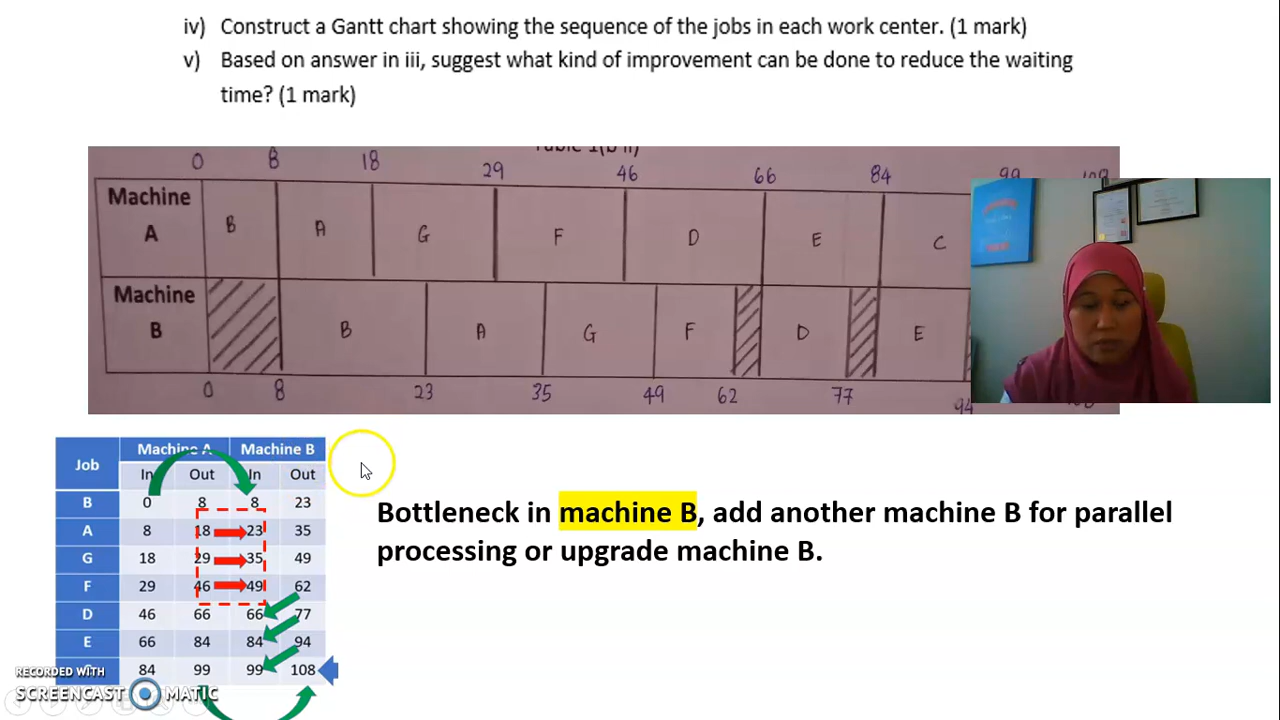 iv) Construct a Gantt chart showing the sequence of the jobs in each work center. (1 mark)
v) Based on answer in iii, suggest what kind of improvement can be done to reduce the waiting
time? (1 mark)
0 8 18 29 46 66 84 99
Machine A B A G F D E C
Machine B B A G F D E
0 8 23 35 49 62 77 94
Job Machine A Machine B
In Out In Out
B 0 8 8 23
A 8 18 23 35
G 18 29 35 49
F 29 46 49 62
D 46 66 66 77
E 66 84 84 94
84 99 99 108
Bottleneck in machine B, add another machine B for parallel
processing or upgrade machine B.
RECORDED WITH
SCREENCAST MATIC